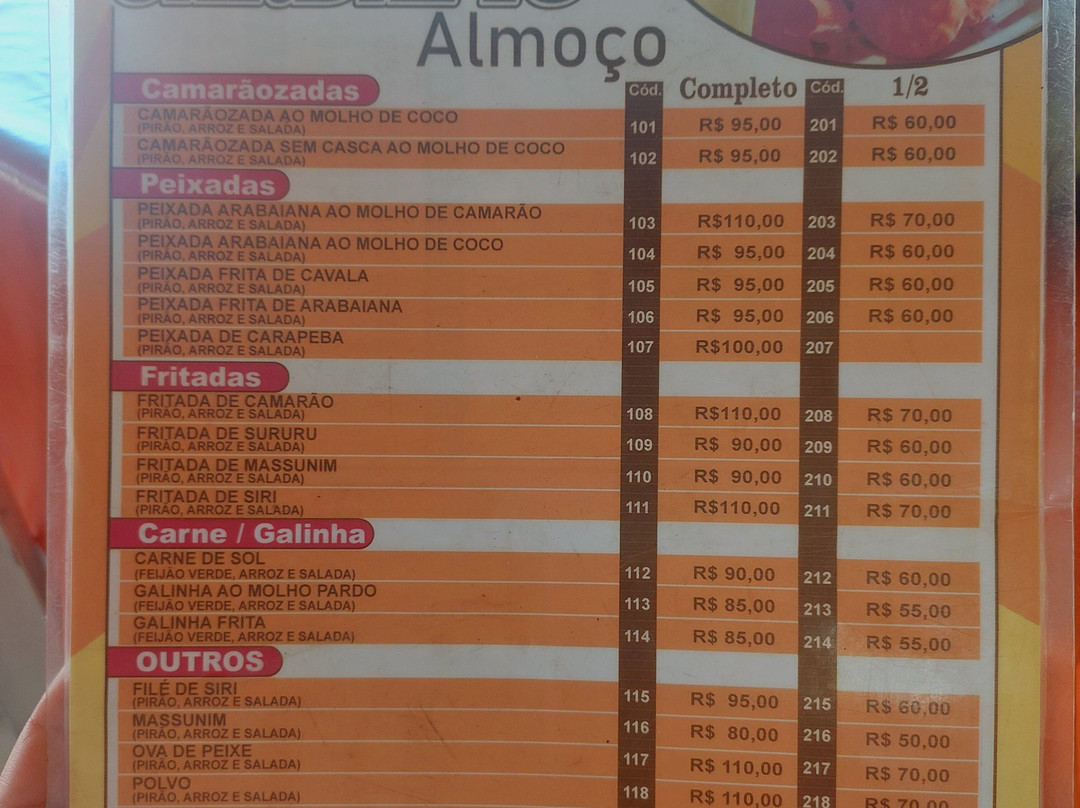 Almoço
Camarãozadas Cód. Completo Cód. 1/2
CAMARÃOZADA AO MOLHO DE COCO 101 R$ 95,00 201 R$ 60,00
(PIRÃO, ARROZ E SALADA)
CAMARÃOZADA SEM CASCA AO MOLHO DE COCO 102 R$ 95,00 202 R$ 60,00
(PIRÃO, ARROZ E SALADA)
Peixadas
PEIXADA ARABAIANA AO MOLHO DE CAMARÃO 103 R$110,00 203 R$ 70,00
(PIRÃO, ARROZ E SALADA)
PEIXADA ARABAIANA AO MOLHO DE COCO 104 R$ 95,00 204 R$ 60,00
(PIRÃO, ARROZ E SALADA)
PEIXADA FRITA DE CAVALA 105 R$ 95,00 205 R$ 60,00
(PIRÃO, ARROZ E SALADA)
PEIXADA FRITA DE ARABAIANA 106 R$ 95,00 206 R$ 60,00
(PIRÃO, ARROZ E SALADA)
PEIXADA DE CARAPEBA 107 R$100,00 207
(PIRÃO, ARROZ E SALADA)
Fritadas
FRITADA DE CAMARÃO 108 R$110,00 208 R$ 70,00
(PIRÃO, ARROZ E SALADA)
FRITADA DE SURURU 109 R$ 90,00 209 R$ 60,00
(PIRÃO, ARROZ E SALADA)
FRITADA DE MASSUNIM 110 R$ 90,00 210 R$ 60,00
(PIRÃO, ARROZ E SALADA)
FRITADA DE SIRI 111 R$110,00 211 R$ 70,00
(PIRÃO, ARROZ E SALADA)
Carne / Galinha
CARNE DE SOL 112 R$ 90,00 212 R$ 60,00
(FEIJÃO VERDE, ARROZ E SALADA)
GALINHA AO MOLHO PARDO 113 R$ 85,00 213 R$ 55,00
(FEIJÃO VERDE, ARROZ E SALADA)
GALINHA FRITA 114 R$ 85,00 214 R$ 55,00
(FEIJÃO VERDE, ARROZ E SALADA)
OUTROS
FILÉ DE SIRI 115 R$ 95,00 215 R$ 60,00
(PIRÃO, ARROZ E SALADA)
MASSUNIM 116 R$ 80,00 216 R$ 50,00
(PIRÃO, ARROZ E SALADA)
OVA DE PEIXE 117 R$ 110,00 217 R$ 70,00
(PIRÃO, ARROZ E SALADA)
POLVO 118 R$ 110,00 218 R$ 70,00
(PIRÃO, ARROZ E SALADA)